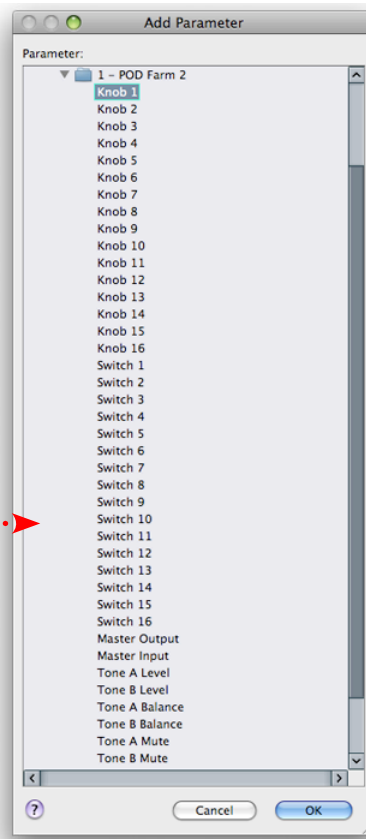 Add Parameter
Parameter:
1 – POD Farm 2
Knob 1
Knob 2
Knob 3
Knob 4
Knob 5
Knob 6
Knob 7
Knob 8
Knob 9
Knob 10
Knob 11
Knob 12
Knob 13
Knob 14
Knob 15
Knob 16
Switch 1
Switch 2
Switch 3
Switch 4
Switch 5
Switch 6
Switch 7
Switch 8
Switch 9
Switch 10
Switch 11
Switch 12
Switch 13
Switch 14
Switch 15
Switch 16
Master Output
Master Input
Tone A Level
Tone B Level
Tone A Balance
Tone B Balance
Tone A Mute
Tone B Mute
?
Cancel
OK